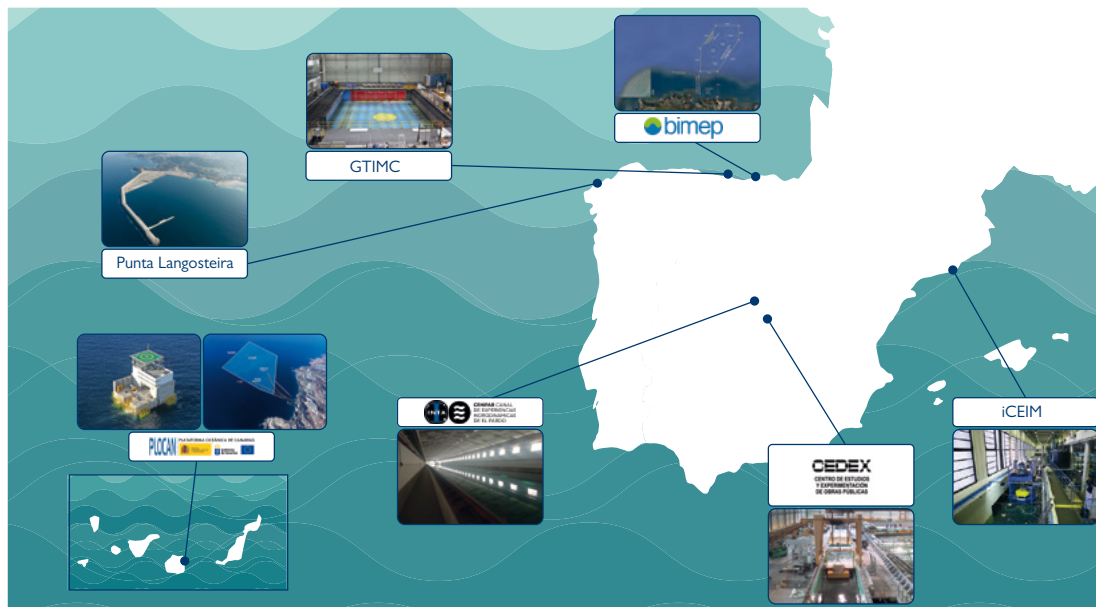 bimep
GTIMC
Punta Langosteira
PLOCAN
PLATAFORMA OCEÁNICA DE CANARIAS
INTA
CEHIPAR CANAL
DE EXPERIENCIAS
HIDRODINÁMICAS
DE EL PARDO
iCEIM
CEDEX
CENTRO DE ESTUDIOS
Y EXPERIMENTACIÓN
DE OBRAS PÚBLICAS